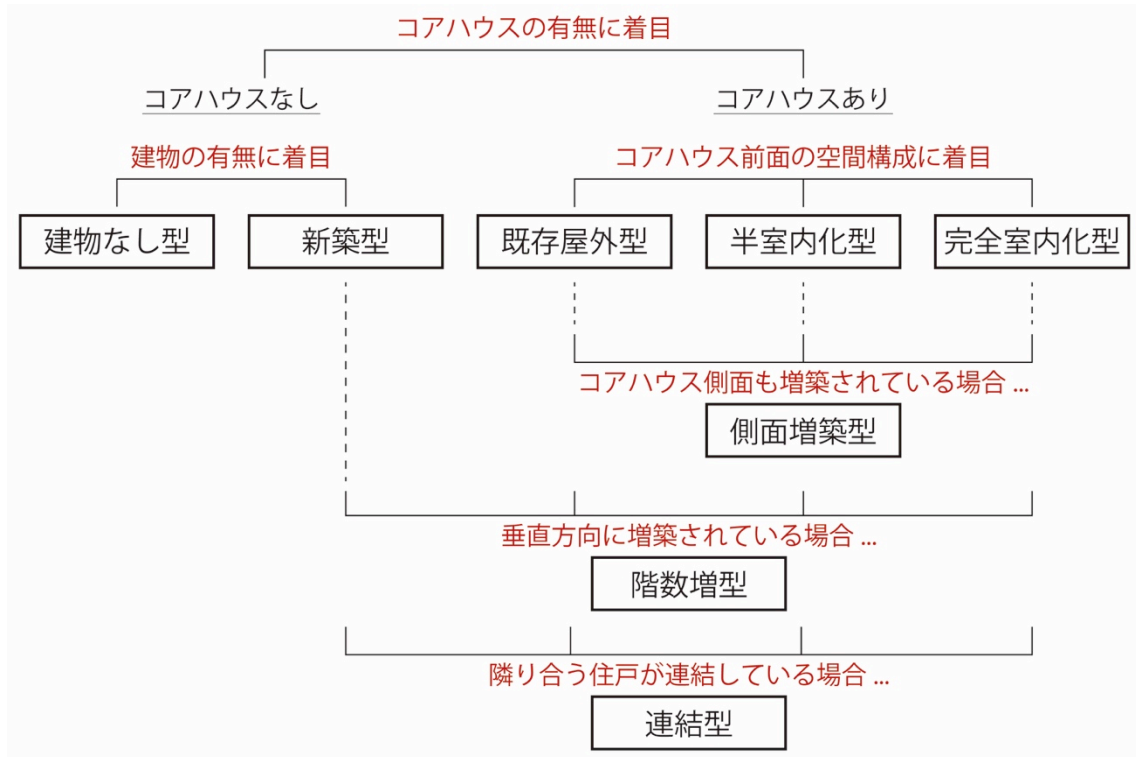 コアハウスの有無に着目
コアハウスなし
コアハウスあり
建物の有無に着目
コアハウス前面の空間構成に着目
建物なし型
新築型
既存屋外型
半室内化型
完全室内化型
コアハウス側面も増築されている場合 ...
側面増築型
垂直方向に増築されている場合 ...
階数増型
隣り合う住戸が連結している場合 ...
連結型